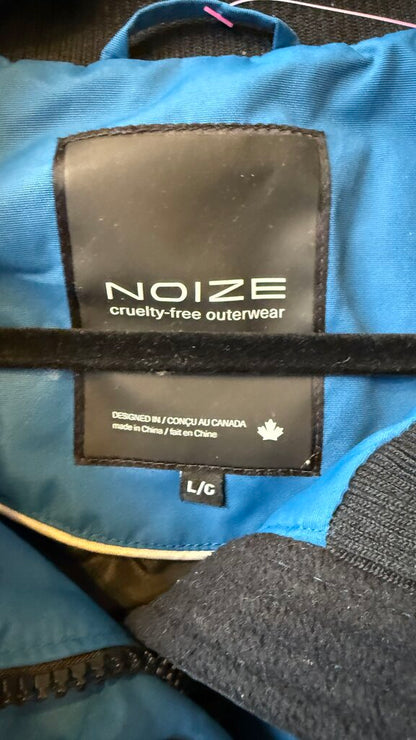 NOIZE
cruelty-free outerwear
DESIGNED IN / CONÇU AU CANADA
made in China / fait en Chine
L/G